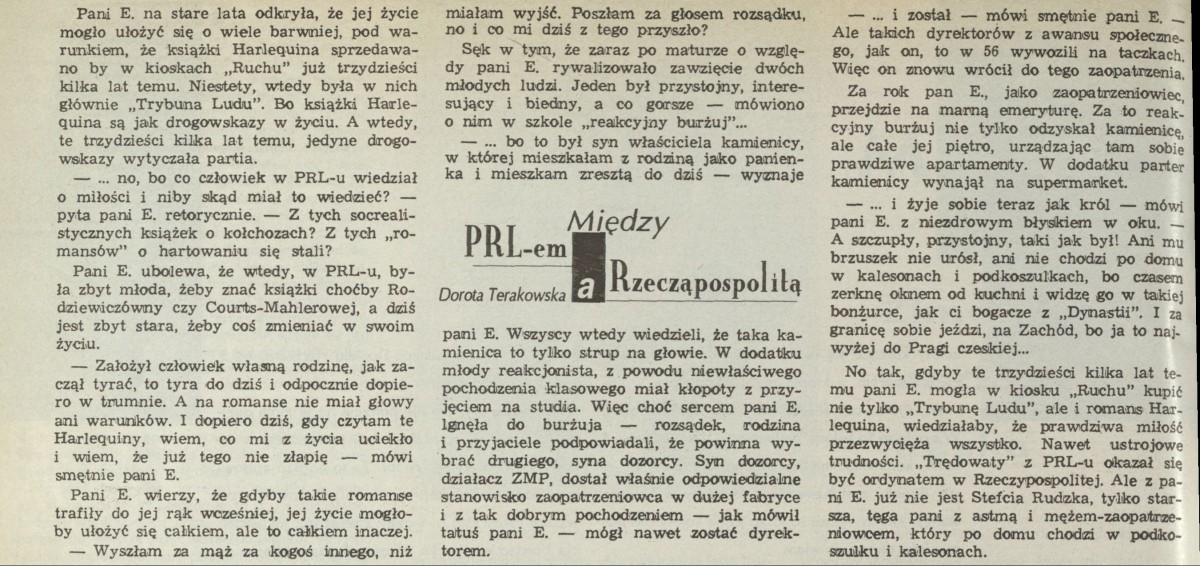 Pani E. na stare lata odkryła, że jej życie
mogło ułożyć się o wiele barwniej, pod wa-
runkiem, że książki Harlequina sprzedawa-
no by w kioskach „Ruchu” już trzydzieści
kilka lat temu. Niestety, wtedy była w nich
głównie „Trybuna Ludu”. Bo książki Harle-
quina są jak drogowskazy w życiu. A wtedy,
te trzydzieści kilka lat temu, jedyne drogo-
wskazy wytyczała partia.
— ... no, bo co człowiek w PRL-u wiedział
o miłości i niby skąd miał to wiedzieć? —
pyta pani E. retorycznie. — Z tych socreali-
stycznych książek o kołchozach? Z tych „ro-
mansów” o hartowaniu się stali?
Pani E. ubolewa, że wtedy, w PRL-u, by-
ła zbyt młoda, żeby znać książki choćby Ro-
dziewiczówny czy Courts-Mahlerowej, a dziś
jest zbyt stara, żeby coś zmieniać w swoim
życiu.
— Założył człowiek własną rodzinę, jak za-
czął tyrać, to tyra do dziś i odpocznie dopie-
ro w trumnie. A na romanse nie miał głowy
ani warunków. I dopiero dziś, gdy czytam te
Harlequiny, wiem, co mi z życia uciekło
i wiem, że już tego nie złapię — mówi
smętnie pani E.
Pani E. wierzy, że gdyby takie romanse
trafiły do jej rąk wcześniej, jej życie mogło-
by ułożyć się całkiem, ale to całkiem inaczej.
— Wyszłam za mąż za kogoś innego, niż
miałam wyjść. Poszłam za głosem rozsądku,
no i co mi dziś z tego przyszło?
Sęk w tym, że zaraz po maturze o wzglę-
dy pani E. rywalizowało zawzięcie dwóch
młodych ludzi. Jeden był przystojny, intere-
sujący i biedny, a co gorsze — mówiono
o nim w szkole „reakcyjny burżuj”...
— ... bo to był syn właściciela kamienicy,
w której mieszkałam z rodziną jako panien-
ka i mieszkam zresztą do dziś — wyznaje
Między
PRL-em
a
Rzecząpospolitą
Dorota Terakowska
pani E. Wszyscy wtedy wiedzieli, że taka ka-
mienica to tylko strup na głowie. W dodatku
młody reakcjonista, z powodu niewłaściwego
pochodzenia klasowego miał kłopoty z przy-
jęciem na studia. Więc choć sercem pani E.
lgnęła do burżuja — rozsądek, rodzina
i przyjaciele podpowiadali, że powinna wy-
brać drugiego, syna dozorcy. Syn dozorcy,
działacz ZMP, dostał właśnie odpowiedzialne
stanowisko zaopatrzeniowca w dużej fabryce
i z tak dobrym pochodzeniem — jak mówił
tatuś pani E. — mógł nawet zostać dyrek-
torem.
— ... i został — mówi smętnie pani E. —
Ale takich dyrektorów z awansu społeczne-
go, jak on, to w 56 wywozili na taczkach.
Więc on znowu wrócił do tego zaopatrzenia.
Za rok pan E., jako zaopatrzeniowiec,
przejdzie na marną emeryturę. Za to reak-
cyjny burżuj nie tylko odzyskał kamienicę,
ale całe jej piętro, urządzając tam sobie
prawdziwe apartamenty. W dodatku parter
kamienicy wynajął na supermarket.
— ... i żyje sobie teraz jak król — mówi
pani E. z niezdrowym błyskiem w oku. —
A szczupły, przystojny, taki jak był! Ani mu
brzuszek nie urósł, ani nie chodzi po domu
w kalesonach i podkoszulkach, bo czasem
zerknę oknem od kuchni i widzę go w takiej
bonżurce, jak ci bogacze z „Dynastii”. I za
granicę sobie jeździ, na Zachód, bo ja to naj-
wyżej do Pragi czeskiej...
No tak, gdyby te trzydzieści kilka lat te-
mu pani E. mogła w kiosku „Ruchu” kupić
nie tylko „Trybunę Ludu”, ale i romans Har-
lequina, wiedziałaby, że prawdziwa miłość
przezwycięża wszystko. Nawet ustrojowe
trudności. „Trędowaty” z PRL-u okazał się
być ordynatem w Rzeczypospolitej. Ale z pa-
ni E. już nie jest Stefcia Rudzka, tylko star-
sza, tęga pani z astmą i mężem-zaopatrze-
niowcem, który po domu chodzi w podko-
szulku i kalesonach.